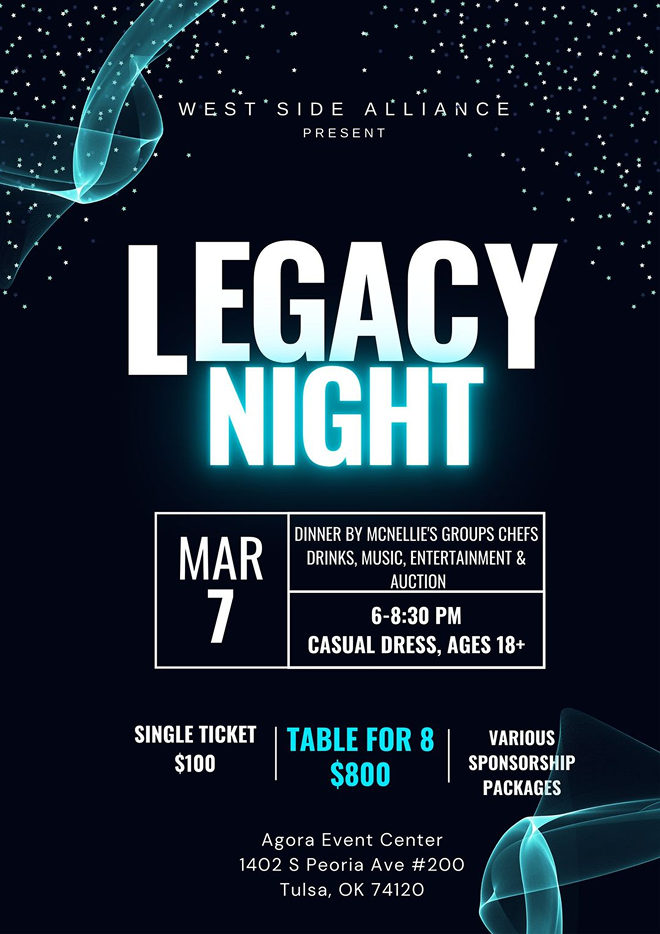 WEST SIDE ALLIANCE
PRESENT
LEGACY
NIGHT
MAR
7
DINNER BY MCNELLIE'S GROUPS CHEFS
DRINKS, MUSIC, ENTERTAINMENT &
AUCTION
6-8:30 PM
CASUAL DRESS, AGES 18+
SINGLE TICKET
$100
TABLE FOR 8
$800
VARIOUS
SPONSORSHIP
PACKAGES
Agora Event Center
1402 S Peoria Ave #200
Tulsa, OK 74120